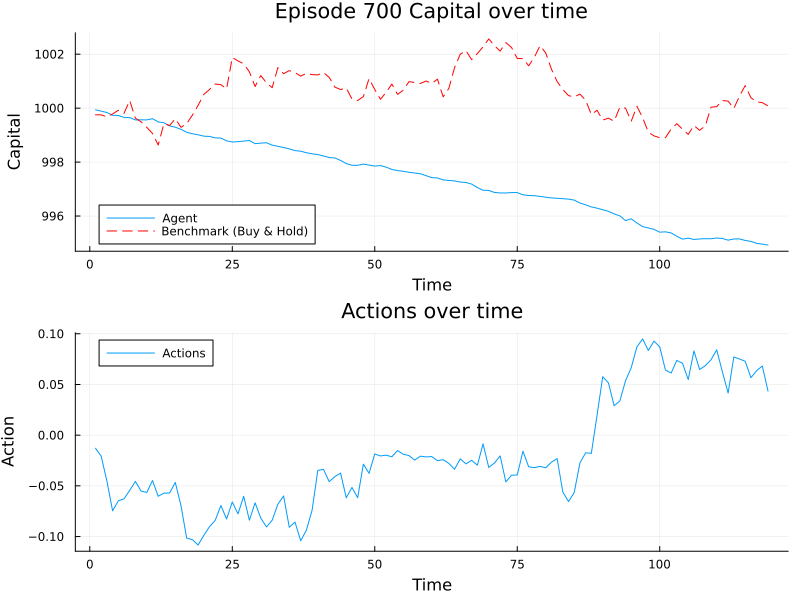 Episode 700 Capital over time
1002
1000
998
996
Capital
Agent
Benchmark (Buy & Hold)
0 25 50 75 100
Time
Actions over time
0.10
0.05
0.00
−0.05
−0.10
Action
Actions
0 25 50 75 100
Time